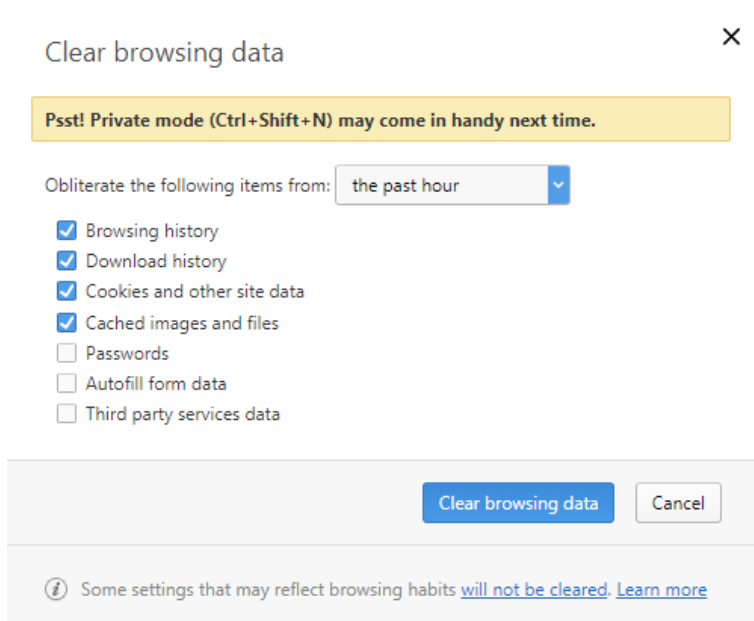 Clear browsing data
Psst! Private mode (Ctrl+Shift+N) may come in handy next time.
Obliterate the following items from: the past hour
Browsing history
Download history
Cookies and other site data
Cached images and files
Passwords
Autofill form data
Third party services data
Clear browsing data Cancel
Some settings that may reflect browsing habits will not be cleared. Learn more